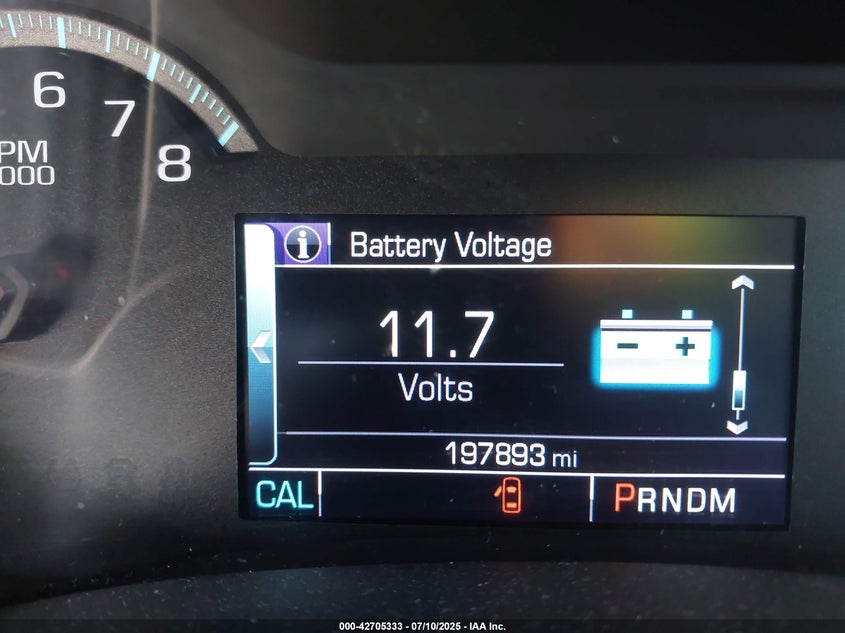 6
7
8
PM
000
i Battery Voltage
11.7
Volts
- +
197893 mi
CAL PRNDM
000-42705333 - 07/10/2025 - IAA Inc.